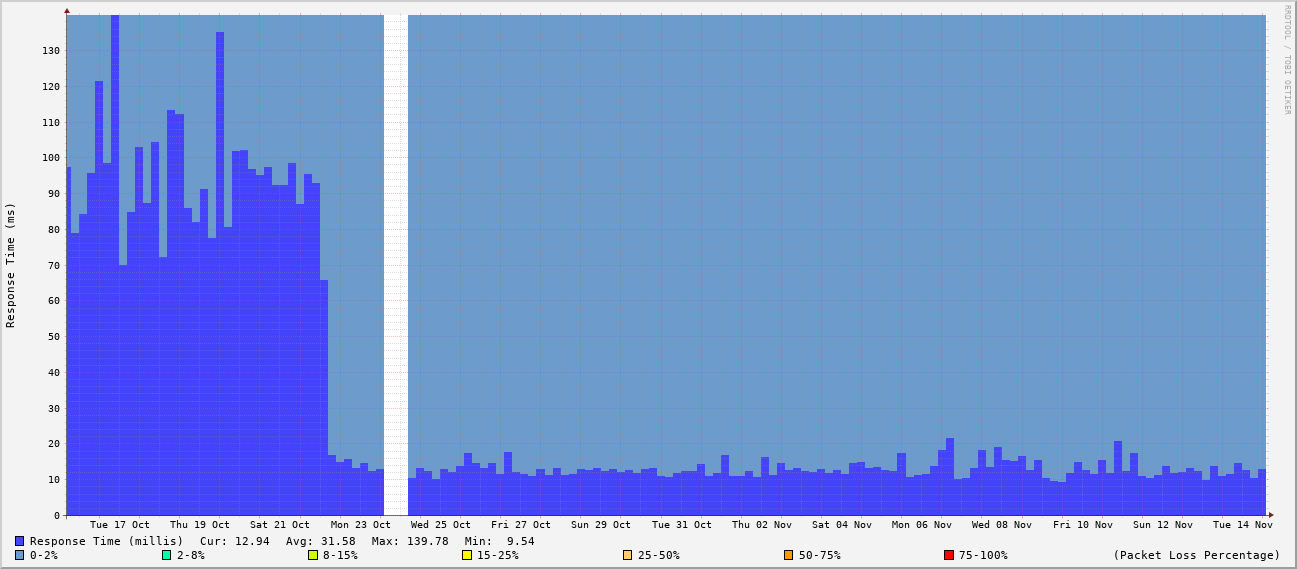 RRDTOOL / TOBI OETIKER
Response Time (ms)
130
120
110
100
90
80
70
60
50
40
30
20
10
0
Tue 17 Oct Thu 19 Oct Sat 21 Oct Mon 23 Oct Wed 25 Oct Fri 27 Oct Sun 29 Oct Tue 31 Oct Thu 02 Nov Sat 04 Nov Mon 06 Nov Wed 08 Nov Fri 10 Nov Sun 12 Nov Tue 14 Nov
Response Time (millis) Cur: 12.94 Avg: 31.58 Max: 139.78 Min: 9.54
0-2% 2-8% 8-15% 15-25% 25-50% 50-75% 75-100% (Packet Loss Percentage)